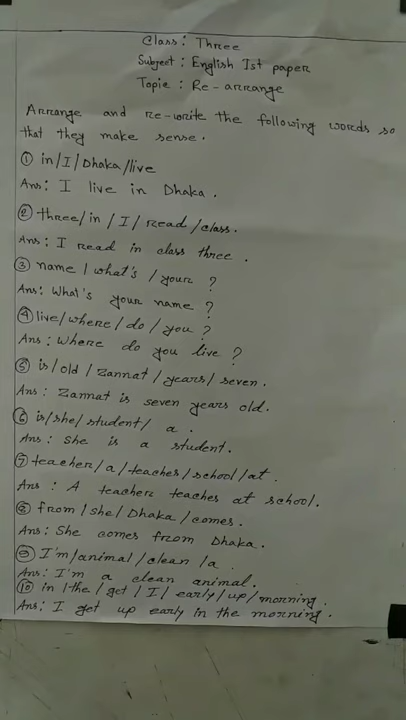 Class: Three
Subject: English Ist paper
Topic: Re-arrange
Arrange and re-write the following words so
that they make sense.
① in/I/Dhaka/live
Ans: I live in Dhaka.
② three/in/I/read/class.
Ans: I read in class three.
③ name/what's/your?
Ans: What's your name?
④ live/where/do/you?
Ans: Where do you live?
⑤ is/old/Zannat/years/seven.
Ans: Zannat is seven years old.
⑥ is/she/student/a.
Ans: She is a student.
⑦ teacher/a/teaches/school/at.
Ans: A teacher teaches at school.
⑧ from/she/Dhaka/comes.
Ans: She comes from Dhaka.
⑨ I'm/animal/clean/a.
Ans: I'm a clean animal.
⑩ in/the/get/I/early/up/morning.
Ans: I get up early in the morning.